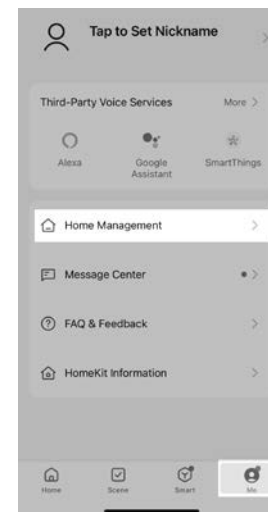 Tap to Set Nickname
Third-Party Voice Services More
Alexa Google Assistant SmartThings
Home Management
Message Center
FAQ & Feedback
HomeKit Information
Home Scene Smart Me